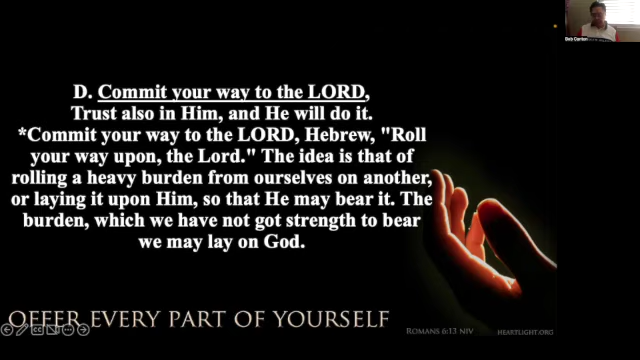 D. Commit your way to the LORD,
Trust also in Him, and He will do it.
*Commit your way to the LORD, Hebrew, "Roll
your way upon, the Lord." The idea is that of
rolling a heavy burden from ourselves on another,
or laying it upon Him, so that He may bear it. The
burden, which we have not got strength to bear
we may lay on God.
OFFER EVERY PART OF YOURSELF
ROMANS 6:13 NIV
HEARTLIGHT.ORG